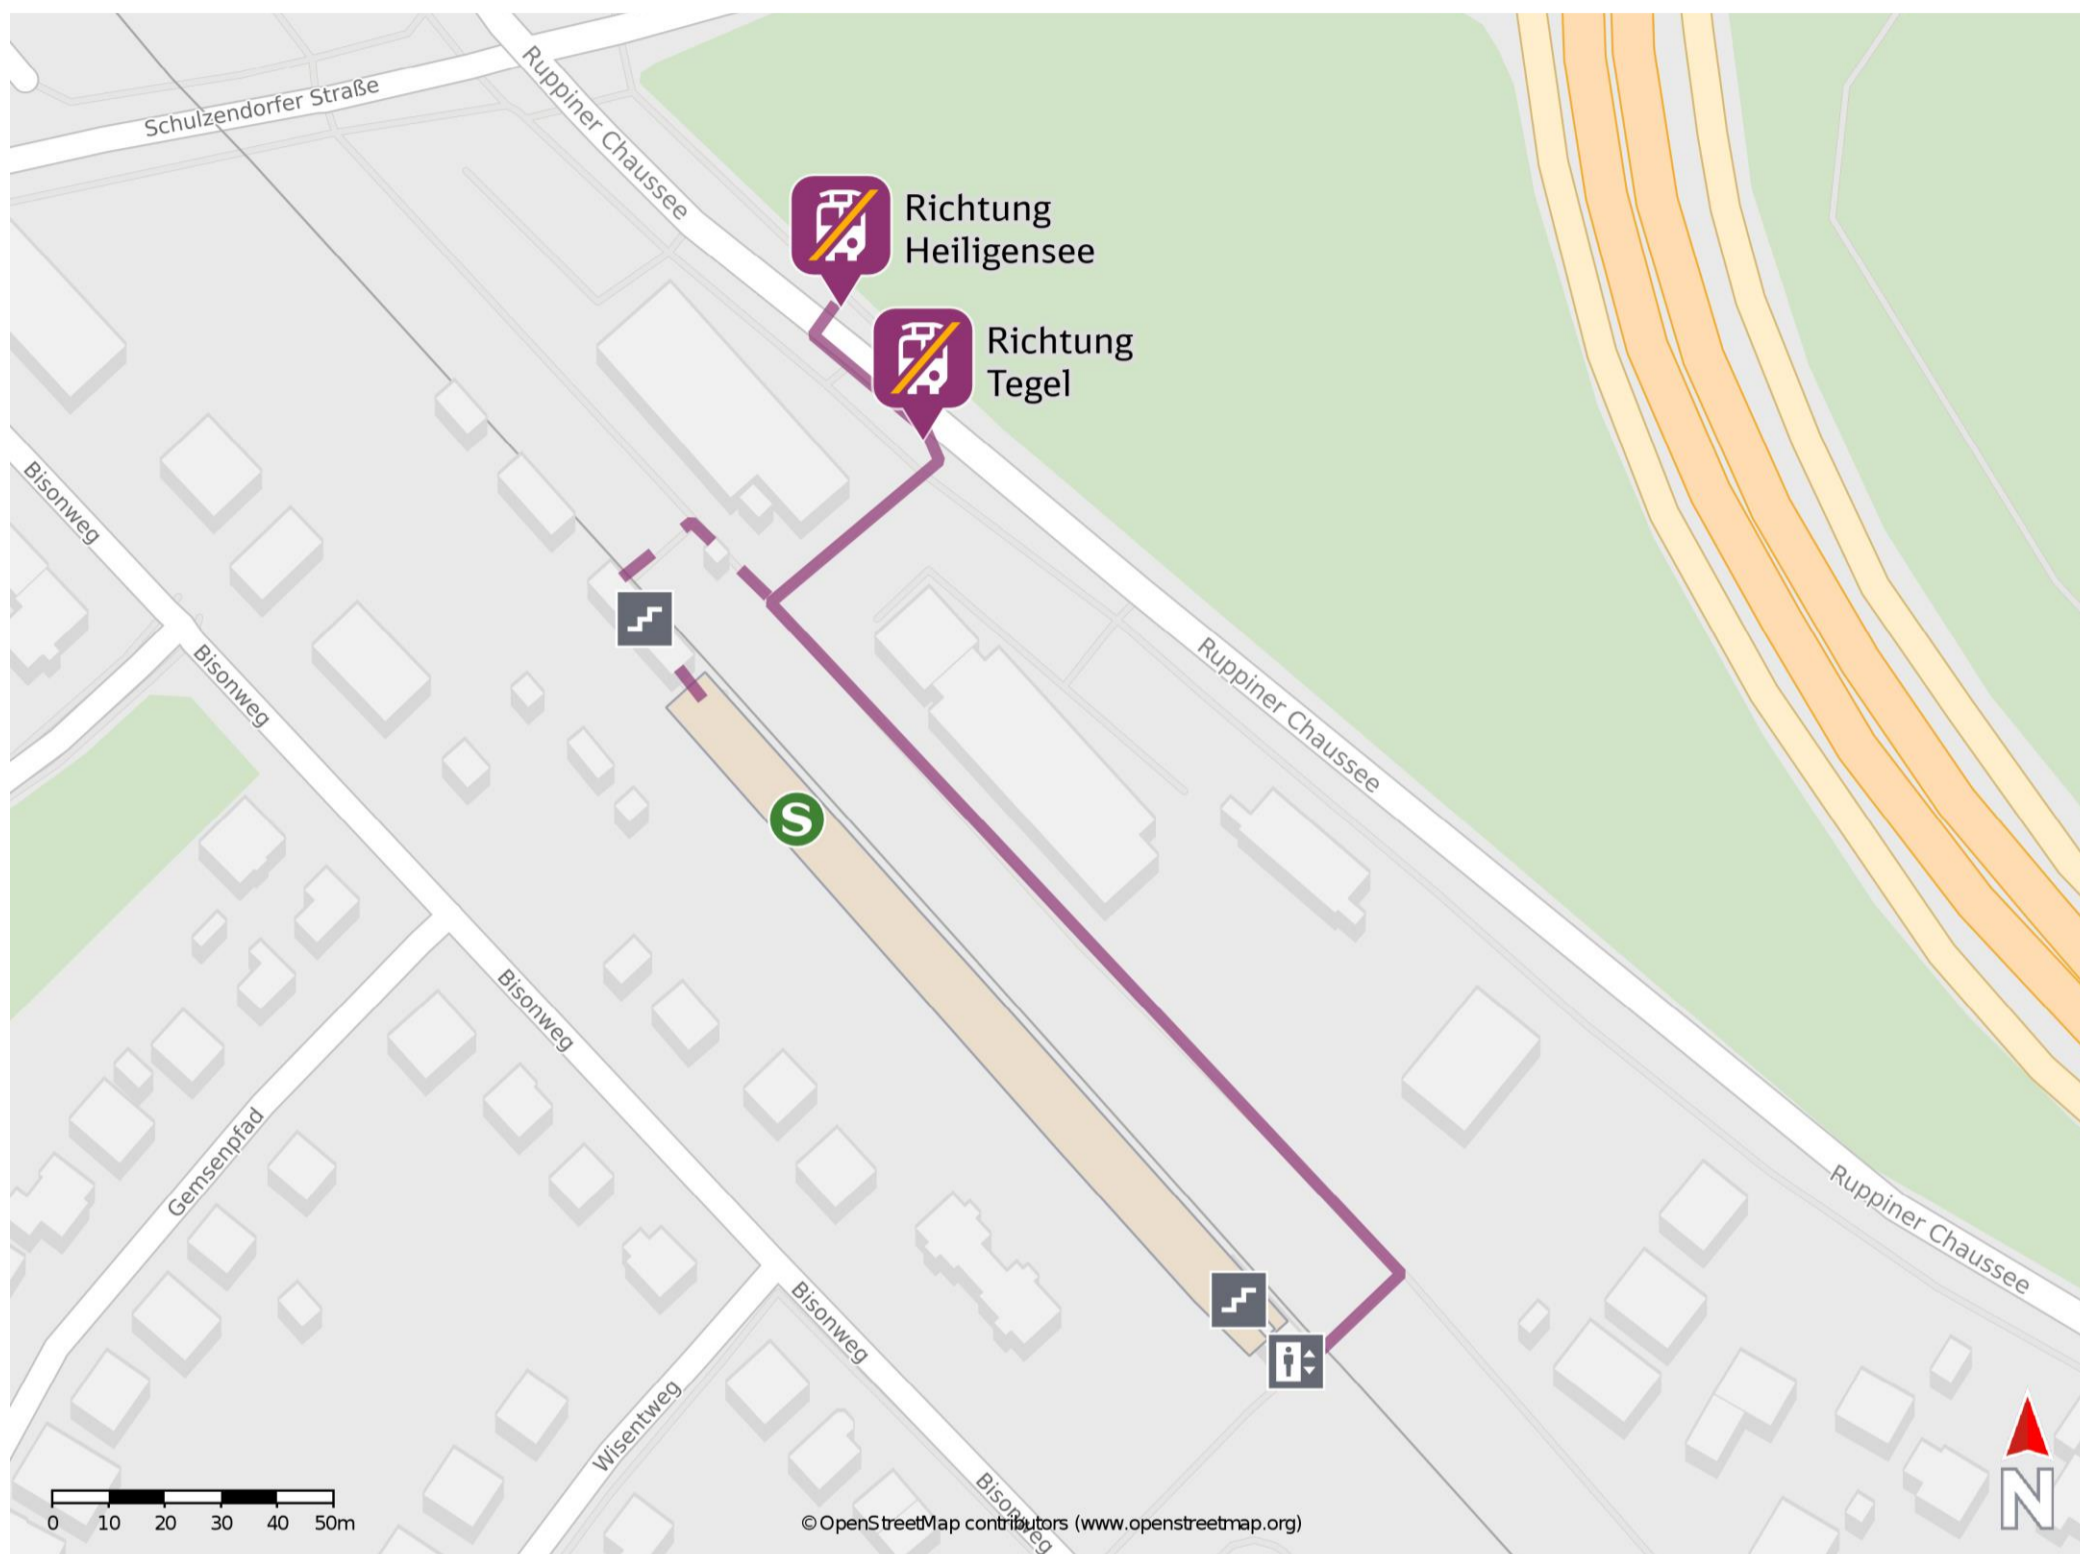 Ruppiner Chaussee
Schulzendorfer Straße
Richtung
Heiligensee
Richtung
Tegel
Bisonweg
Bisonweg
Ruppiner Chaussee
S
Bisonweg
Gemsenpfad
Ruppiner Chaussee
Bisonweg
Wisentweg
Bisonweg
N
0 10 20 30 40 50m
© OpenStreetMap contributors (www.openstreetmap.org)